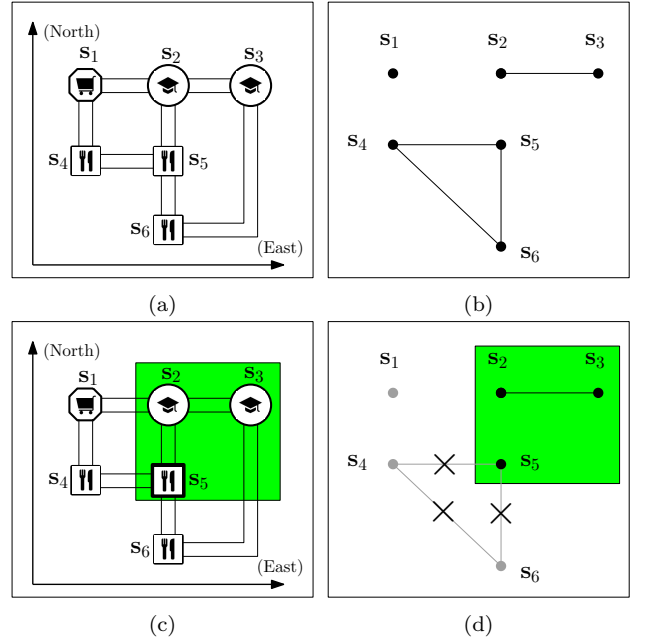 (North)
s1 s2 s3
s4 s5
s6
(East)
s1 s2 s3
s4 s5
s6
(a) (b)
(North)
s1 s2 s3
s4 s5
s6
(East)
s1 s2 s3
s4 s5
s6
(c) (d)